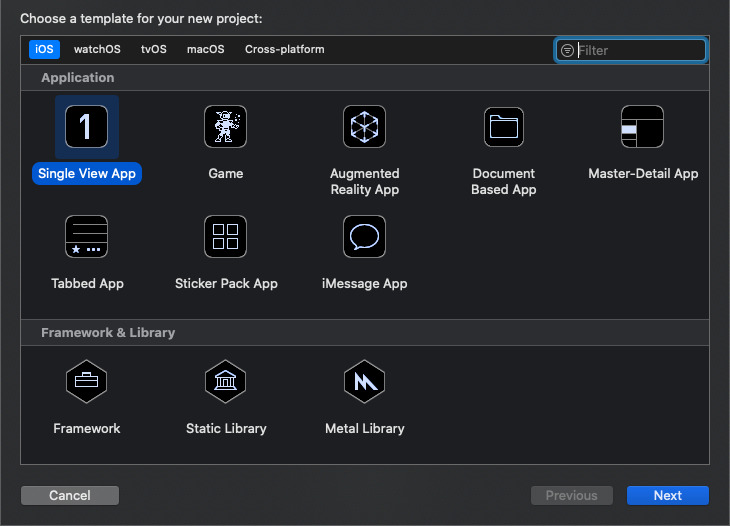 Choose a template for your new project:
iOS watchOS tvOS macOS Cross-platform Filter
Application
1
Single View App Game Augmented Document Master-Detail App
Reality App Based App
Tabbed App Sticker Pack App iMessage App
Framework & Library
Framework Static Library Metal Library
Cancel Previous Next